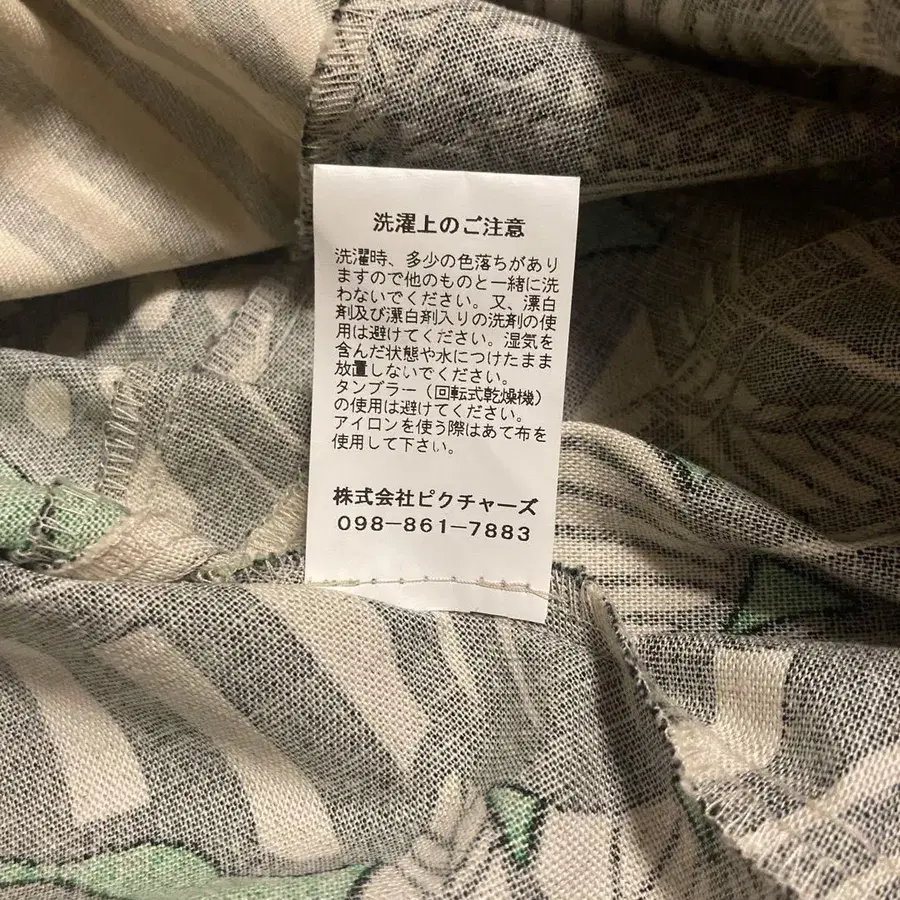 洗濯上のご注意
洗濯時、多少の色落ちがあり
ますので他のものと一緒に洗
わないでください。又、漂白
剤及び漂白剤入りの洗剤の使
用は避けてください。湿気を
含んだ状態や水につけたまま
放置しないでください。
タンブラー（回転式乾燥機）
の使用は避けてください。
アイロンを使う際はあて布を
使用して下さい。
株式会社ピクチャーズ
098-861-7883